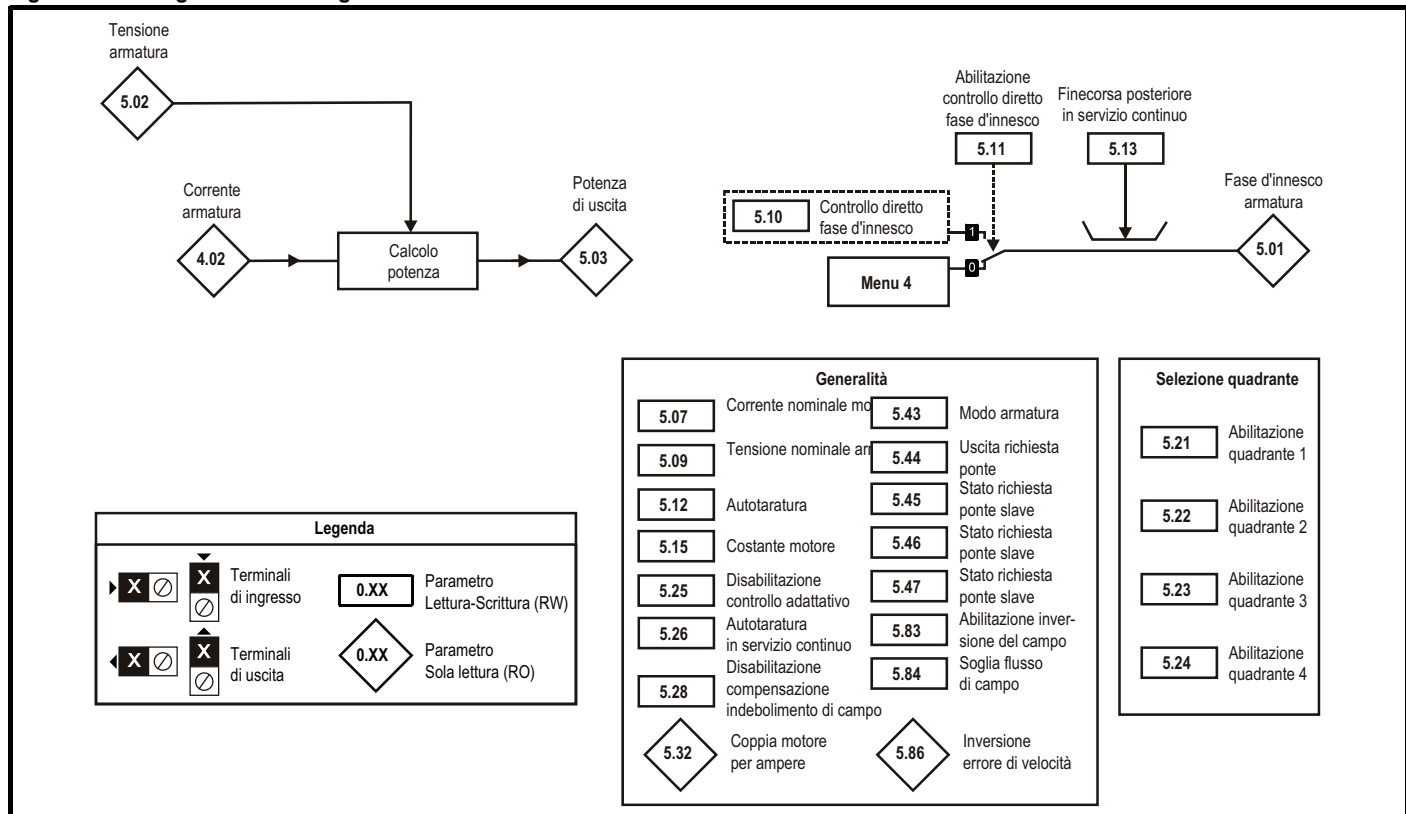 Tensione
armatura
5.02
Corrente
armatura
4.02
Calcolo
potenza
Potenza
di uscita
5.03
Abilitazione
controllo diretto
fase d'innesco
5.11
Finecorsa posteriore
in servizio continuo
5.13
5.10
Controllo diretto
fase d'innesco
1
0
Menu 4
Fase d'innesco
armatura
5.01
Legenda
X
X
Terminali
di ingresso
0.XX
Parametro
Lettura-Scrittura (RW)
X
X
Terminali
di uscita
0.XX
Parametro
Sola lettura (RO)
Generalità
5.07
Corrente nominale mo
5.09
Tensione nominale
5.12
Autotaratura
5.15
Costante motore
5.25
Disabilitazione
controllo adattativo
5.26
Autotaratura
in servizio continuo
5.28
Disabilitazione
compensazione
indebolimento di campo
5.32
Coppia motore
per ampere
5.43
Modo armatura
5.44
Uscita richiesta
ponte
5.45
Stato richiesta
ponte slave
5.46
Stato richiesta
ponte slave
5.47
Stato richiesta
ponte slave
5.83
Abilitazione inver-
sione del campo
5.84
Soglia flusso
di campo
5.86
Inversione
errore di velocità
Selezione quadrante
5.21
Abilitazione
quadrante 1
5.22
Abilitazione
quadrante 2
5.23
Abilitazione
quadrante 3
5.24
Abilitazione
quadrante 4